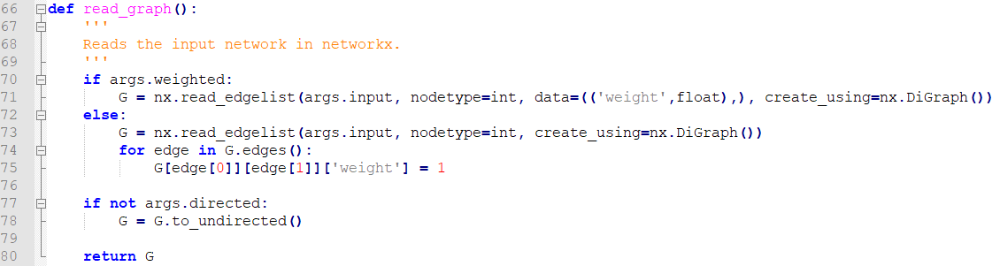 66 def read_graph():
67     '''
68     Reads the input network in networkx.
69     '''
70     if args.weighted:
71         G = nx.read_edgelist(args.input, nodetype=int, data=(('weight',float),), create_using=nx.DiGraph())
72     else:
73         G = nx.read_edgelist(args.input, nodetype=int, create_using=nx.DiGraph())
74         for edge in G.edges():
75             G[edge[0]][edge[1]]['weight'] = 1
76
77     if not args.directed:
78         G = G.to_undirected()
79
80     return G